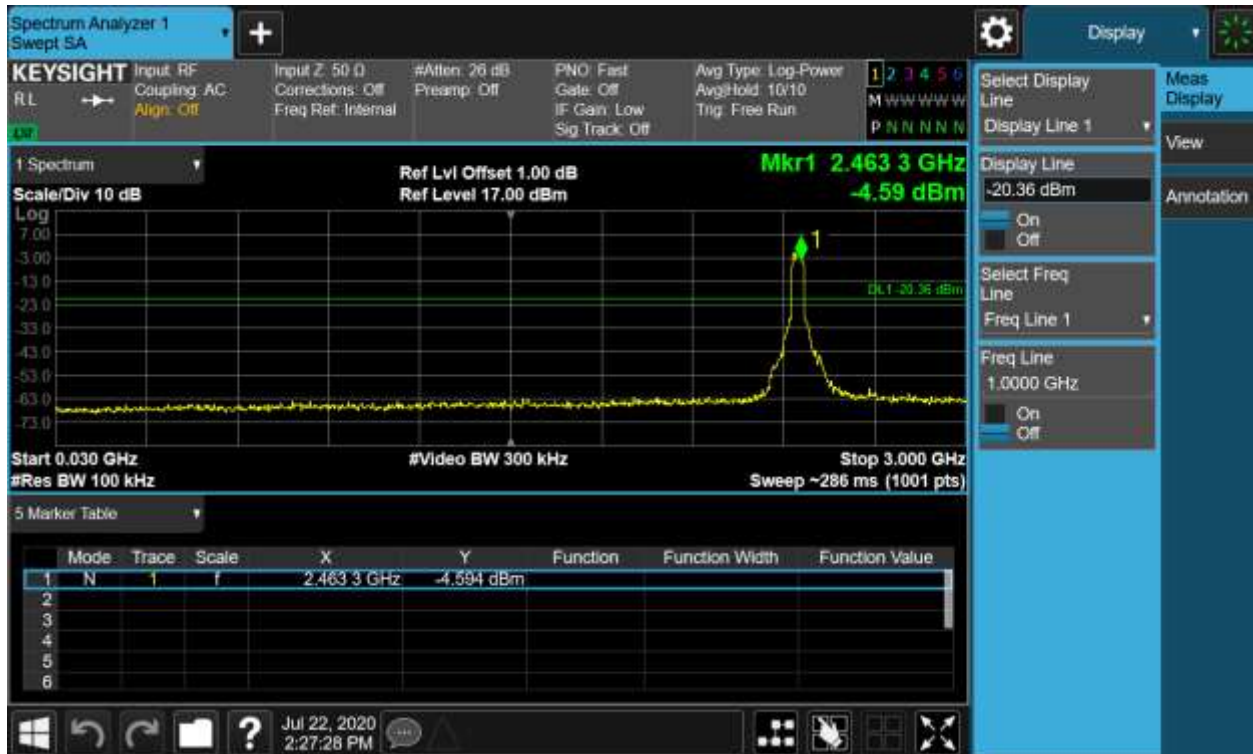 Spectrum Analyzer 1
Swept SA
+
Display
KEYSIGHT
RL
Input: RF
Coupling: AC
Align: Off
Input Z: 50 Ω
Corrections: Off
Freq Ref: Internal
#Atten: 26 dB
Preamp: Off
PNO: Fast
Gate: Off
IF Gain: Low
Sig Track: Off
Avg Type: Log-Power
Avg|Hold: 10/10
Trig: Free Run
1 2 3 4 5 6
M W W W W W
P N N N N N
1 Spectrum
Scale/Div 10 dB
Ref Lvl Offset 1.00 dB
Ref Level 17.00 dBm
Mkr1 2.463 3 GHz
-4.59 dBm
Log
7.00
-3.00
-13.0
-23.0
-33.0
-43.0
-53.0
-63.0
-73.0
1
DL1 -20.36 dBm
Start 0.030 GHz
#Res BW 100 kHz
#Video BW 300 kHz
Stop 3.000 GHz
Sweep ~286 ms (1001 pts)
5 Marker Table
Mode Trace Scale X Y Function Function Width Function Value
1 N 1 f 2.463 3 GHz -4.594 dBm
2
3
4
5
6
Select Display
Line
Display Line 1
Display Line
-20.36 dBm
On
Off
Select Freq
Line
Freq Line 1
Freq Line
1.0000 GHz
On
Off
Meas
Display
View
Annotation
?
Jul 22, 2020
2:27:28 PM